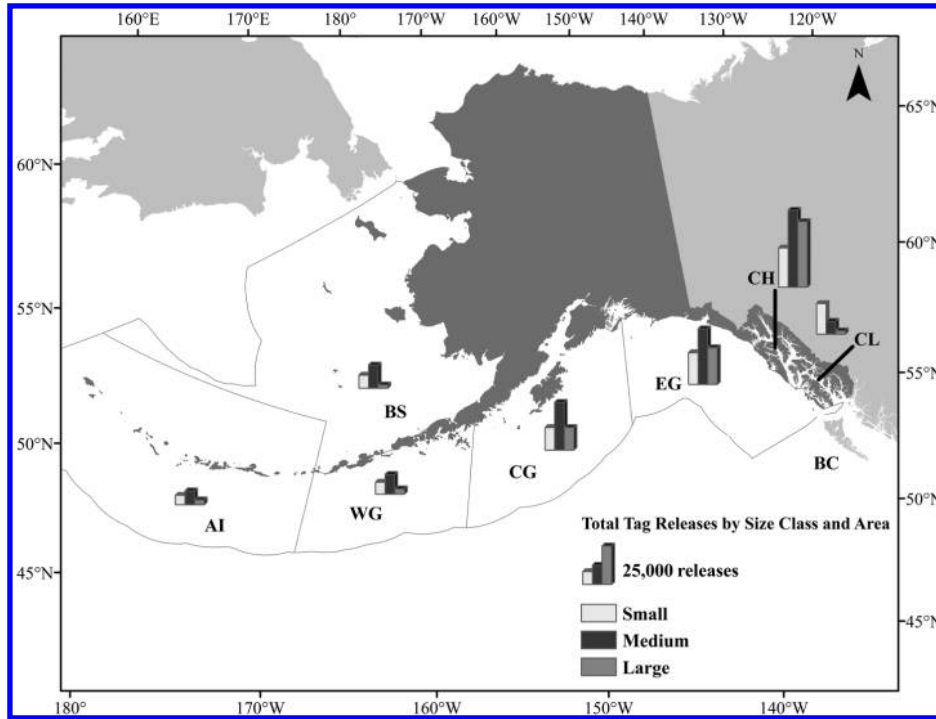 160°E 170°E 180° 170°W 160°W 150°W 140°W 130°W 120°W
N
65°N
60°N
60°N
CH
55°N
CL
55°N
EG
BS
50°N
BC
CG
50°N
WG
AI
Total Tag Releases by Size Class and Area
25,000 releases
45°N
Small
45°N
Medium
Large
180° 170°W 160°W 150°W 140°W